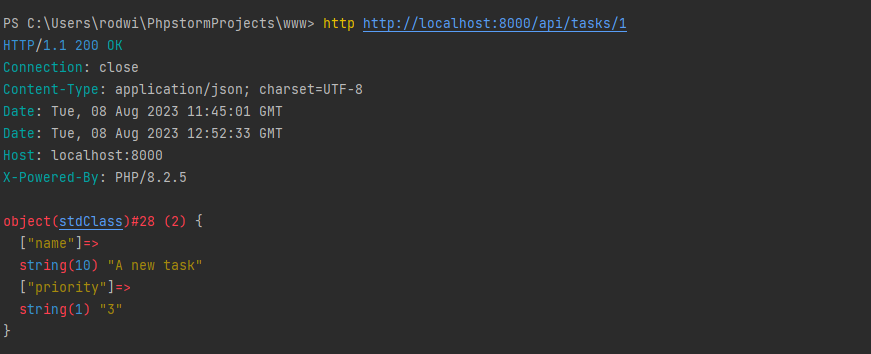 PS C:\Users\rodwi\PhpstormProjects\www> http http://localhost:8000/api/tasks/1
HTTP/1.1 200 OK
Connection: close
Content-Type: application/json; charset=UTF-8
Date: Tue, 08 Aug 2023 11:45:01 GMT
Date: Tue, 08 Aug 2023 12:52:33 GMT
Host: localhost:8000
X-Powered-By: PHP/8.2.5
object(stdClass)#28 (2) {
["name"]=>
string(10) "A new task"
["priority"]=>
string(1) "3"
}